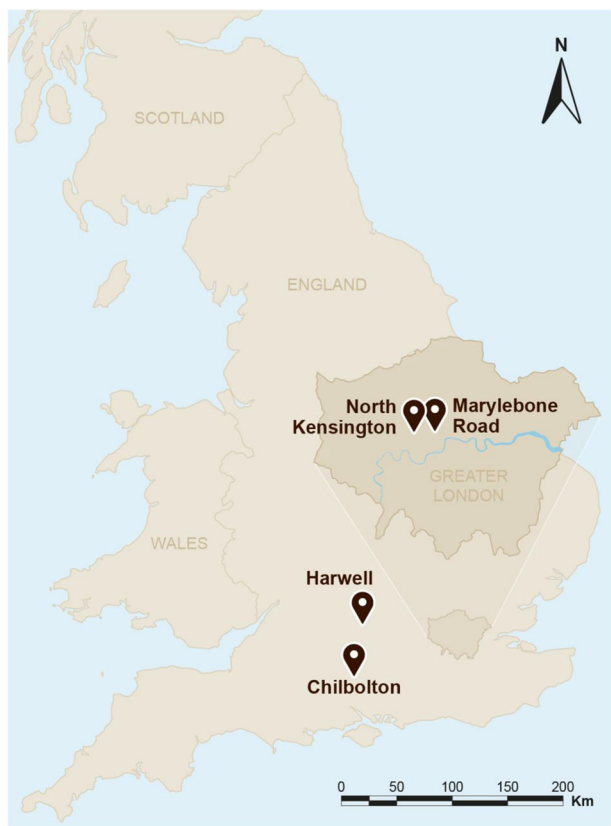 N
SCOTLAND
ENGLAND
North
Kensington
Marylebone
Road
GREATER
LONDON
WALES
Harwell
Chilbolton
0 50 100 150 200
Km